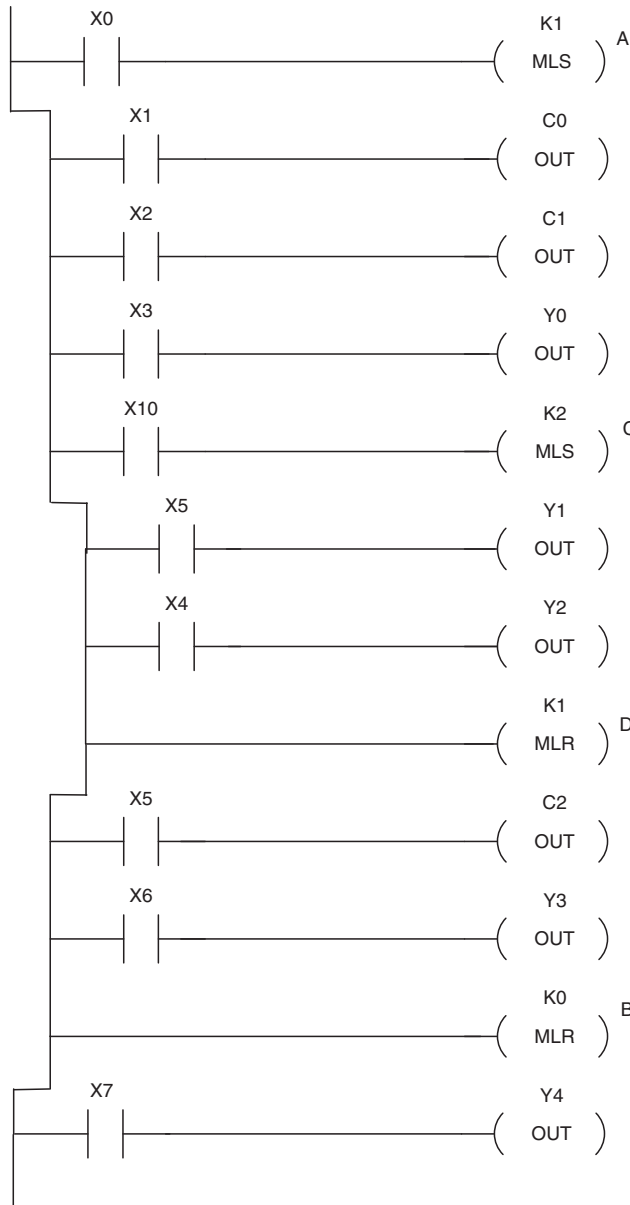 X0 K1
MLS A
X1 C0
OUT
X2 C1
OUT
X3 Y0
OUT
X10 K2
MLS C
X5 Y1
OUT
X4 Y2
OUT
K1
MLR D
X5 C2
OUT
X6 Y3
OUT
K0
MLR B
X7 Y4
OUT